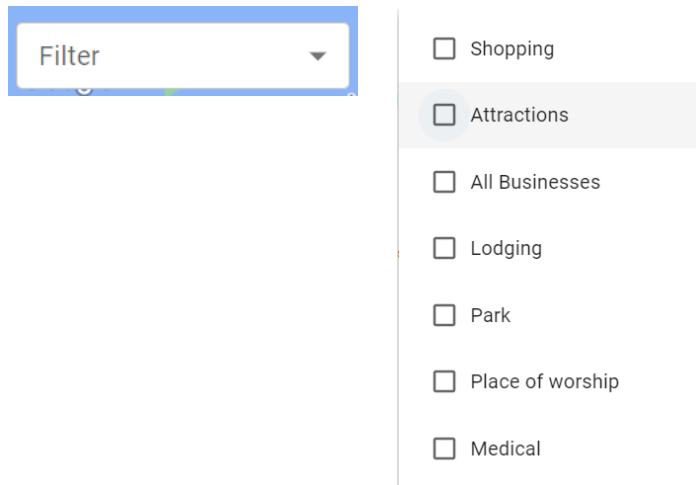 Filter
Shopping
Attractions
All Businesses
Lodging
Park
Place of worship
Medical